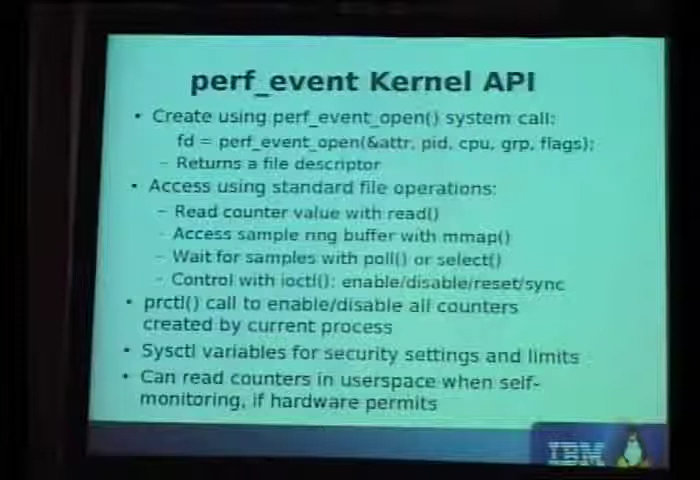 perf_event Kernel API
• Create using perf_event_open() system call:
fd = perf_event_open(&attr, pid, cpu, grp, flags);
– Returns a file descriptor
• Access using standard file operations:
– Read counter value with read()
– Access sample ring buffer with mmap()
– Wait for samples with poll() or select()
– Control with ioctl(): enable/disable/reset/sync
• prctl() call to enable/disable all counters
created by current process
• Sysctl variables for security settings and limits
• Can read counters in userspace when self-
monitoring, if hardware permits
IBM